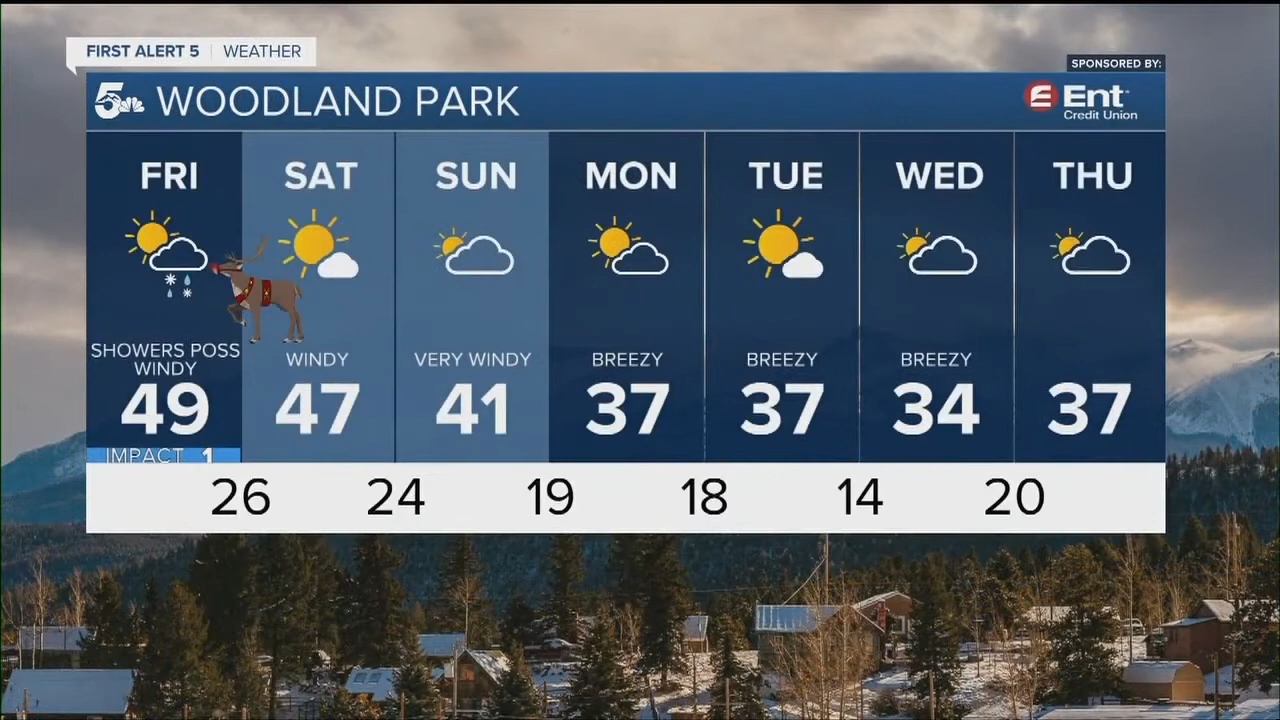 FIRST ALERT 5 | WEATHER
SPONSORED BY:
5 WOODLAND PARK
Ent
Credit Union
FRI SAT SUN MON TUE WED THU
SHOWERS POSS
WINDY WINDY VERY WINDY BREEZY BREEZY BREEZY
49 47 41 37 37 34 37
IMPACT 1
26 24 19 18 14 20